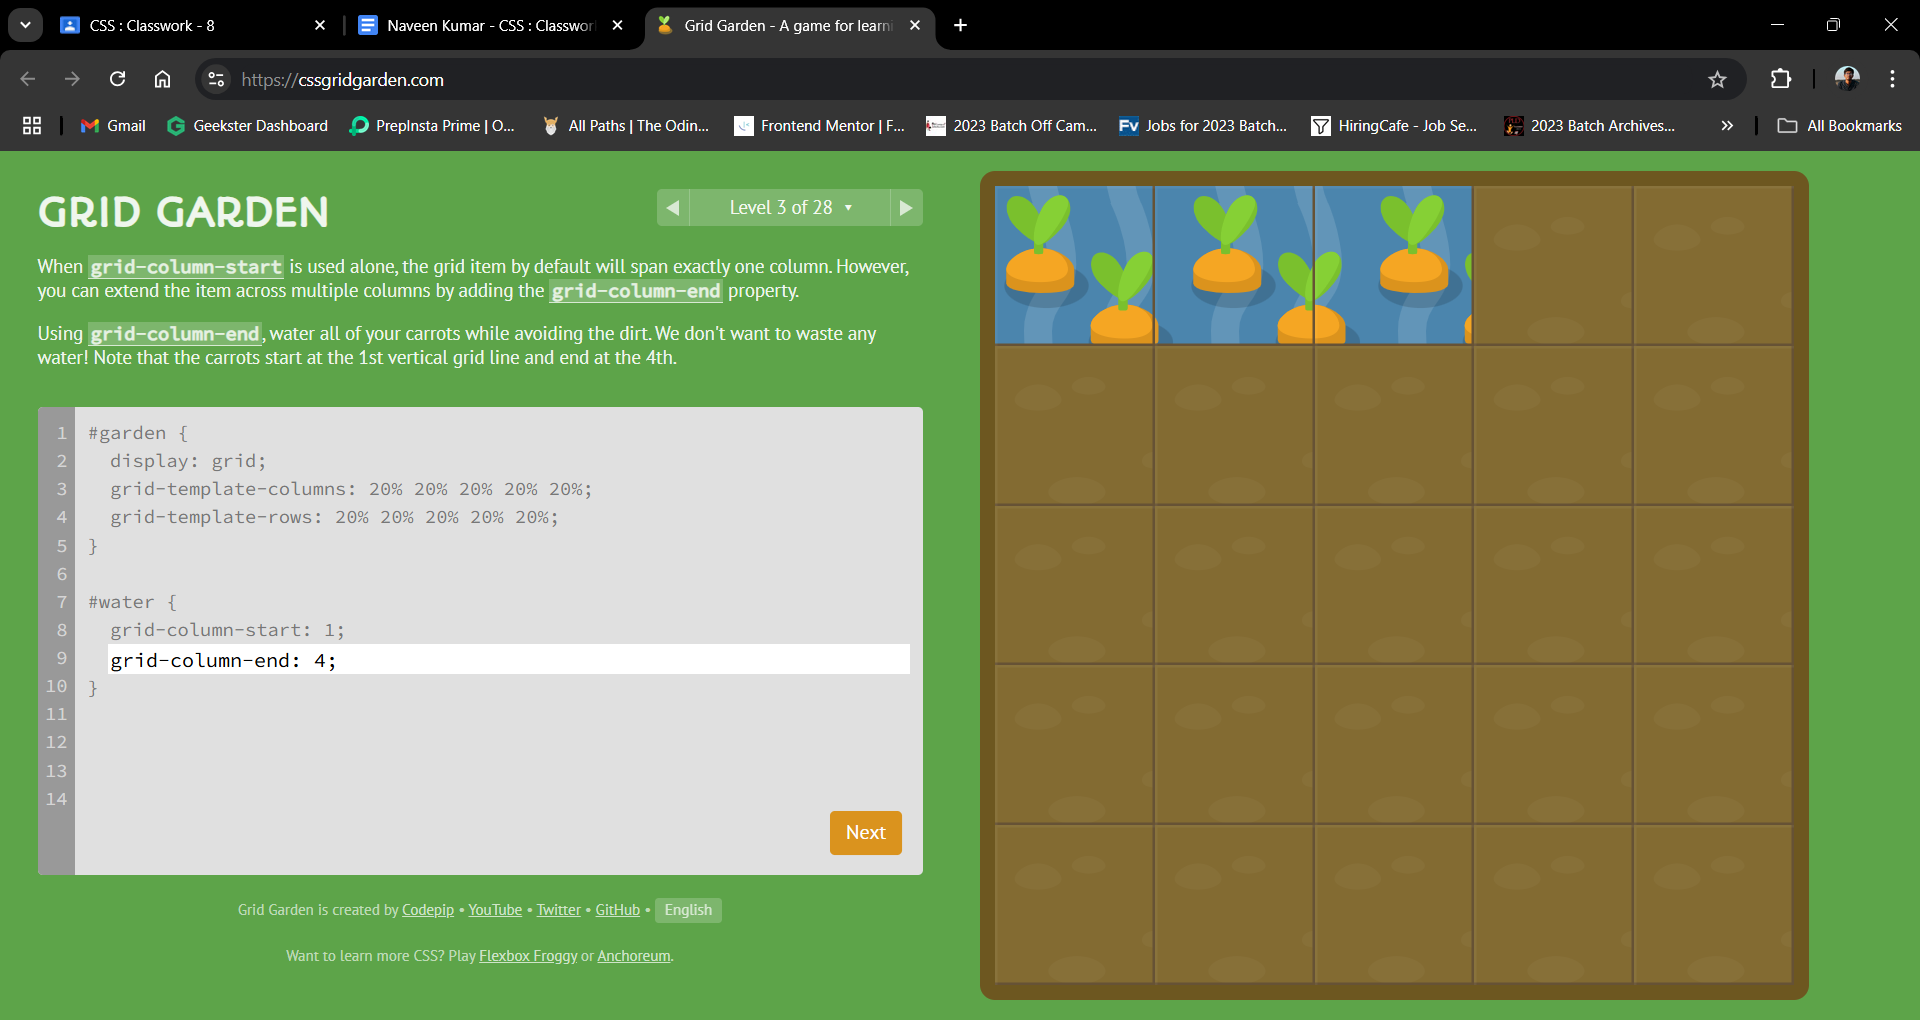 CSS : Classwork - 8
Naveen Kumar - CSS : Classwor
Grid Garden - A game for learni
https://cssgridgarden.com
Gmail
Geekster Dashboard
PrepInsta Prime | O...
All Paths | The Odin...
Frontend Mentor | F...
2023 Batch Off Cam...
Fv Jobs for 2023 Batch...
HiringCafe - Job Se...
2023 Batch Archives...
All Bookmarks
GRID GARDEN
Level 3 of 28
When grid-column-start is used alone, the grid item by default will span exactly one column. However,
you can extend the item across multiple columns by adding the grid-column-end property.
Using grid-column-end, water all of your carrots while avoiding the dirt. We don't want to waste any
water! Note that the carrots start at the 1st vertical grid line and end at the 4th.
1 #garden {
2 display: grid;
3 grid-template-columns: 20% 20% 20% 20% 20%;
4 grid-template-rows: 20% 20% 20% 20% 20%;
5 }
6
7 #water {
8 grid-column-start: 1;
9 grid-column-end: 4;
10 }
11
12
13
14
Next
Grid Garden is created by Codepip • YouTube • Twitter • GitHub • English
Want to learn more CSS? Play Flexbox Froggy or Anchoreum.